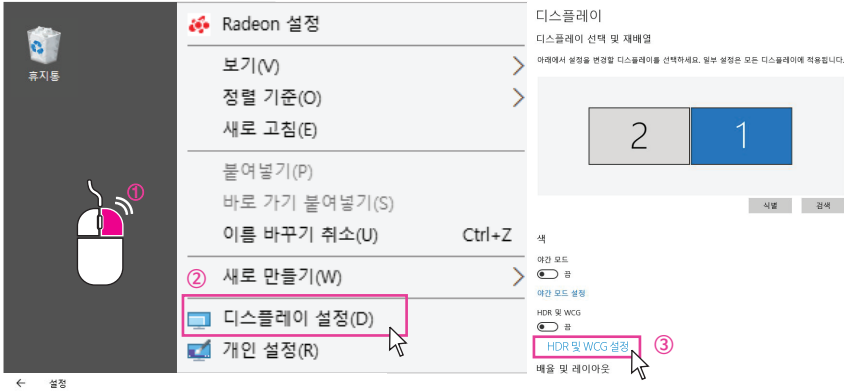 휴지통
①
Radeon 설정
보기(V)
정렬 기준(O)
새로 고침(E)
붙여넣기(P)
바로 가기 붙여넣기(S)
이름 바꾸기 취소(U) Ctrl+Z
② 새로 만들기(W)
디스플레이 설정(D)
개인 설정(R)
← 설정
디스플레이
디스플레이 선택 및 재배열
아래에서 설정을 변경할 디스플레이를 선택하세요. 일부 설정은 모든 디스플레이에 적용됩니다.
2 1
식별 검색
색
야간 모드
끔
야간 모드 설정
HDR 및 WCG
끔
HDR 및 WCG 설정 ③
배율 및 레이아웃